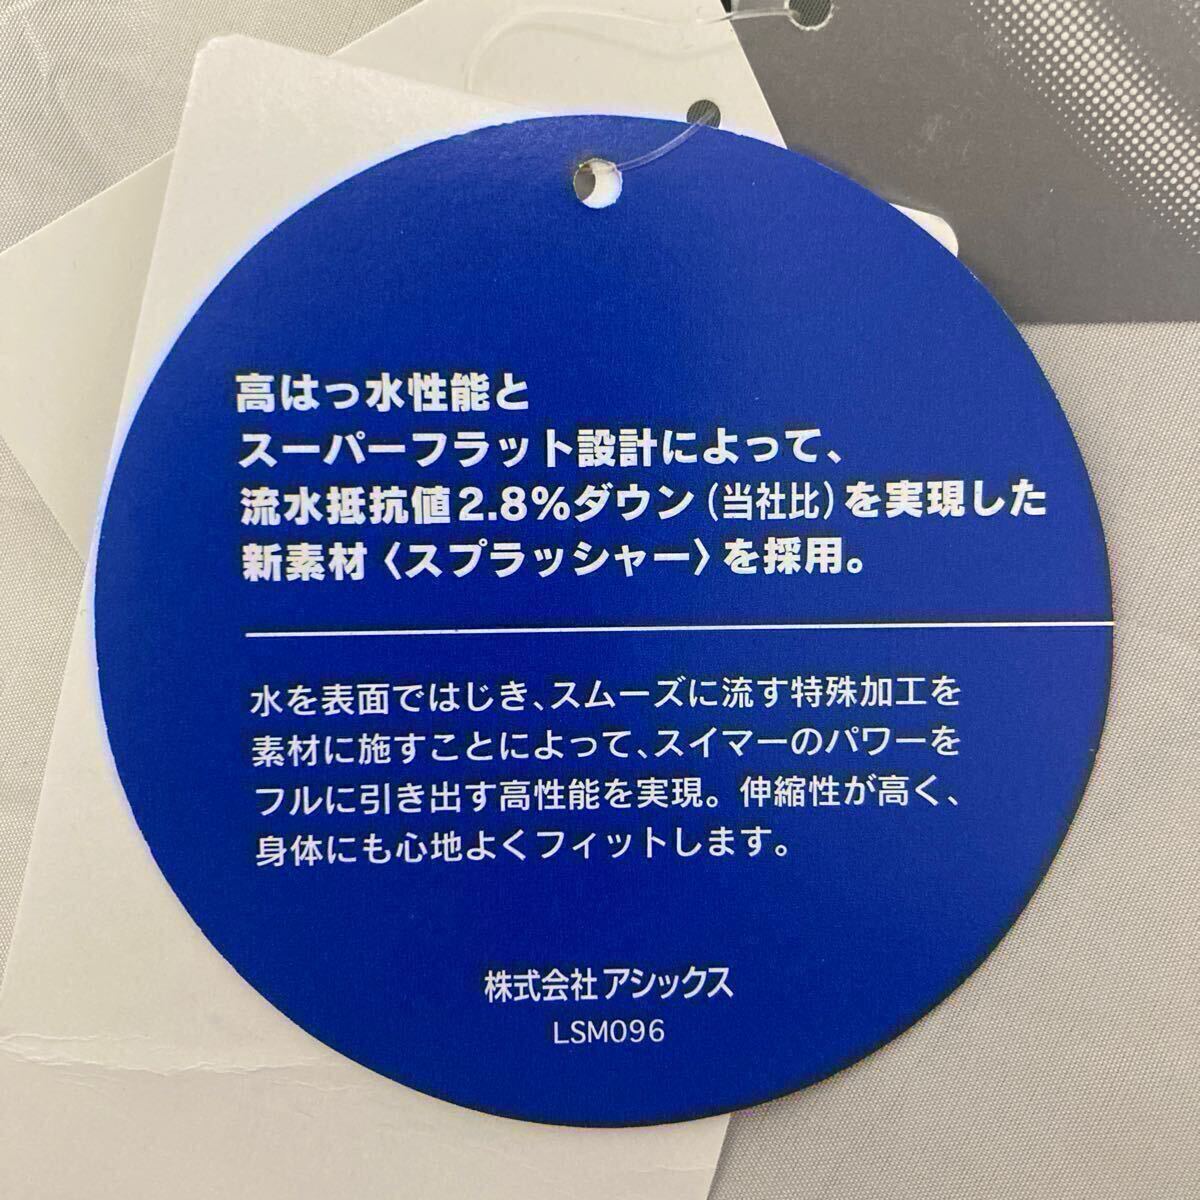 高はっ水性能と
スーパーフラット設計によって、
流水抵抗値2.8%ダウン(当社比)を実現した
新素材〈スプラッシャー〉を採用。
水を表面ではじき、スムーズに流す特殊加工を
素材に施すことによって、スイマーのパワーを
フルに引き出す高性能を実現。伸縮性が高く、
身体にも心地よくフィットします。
株式会社アシックス
LSM096